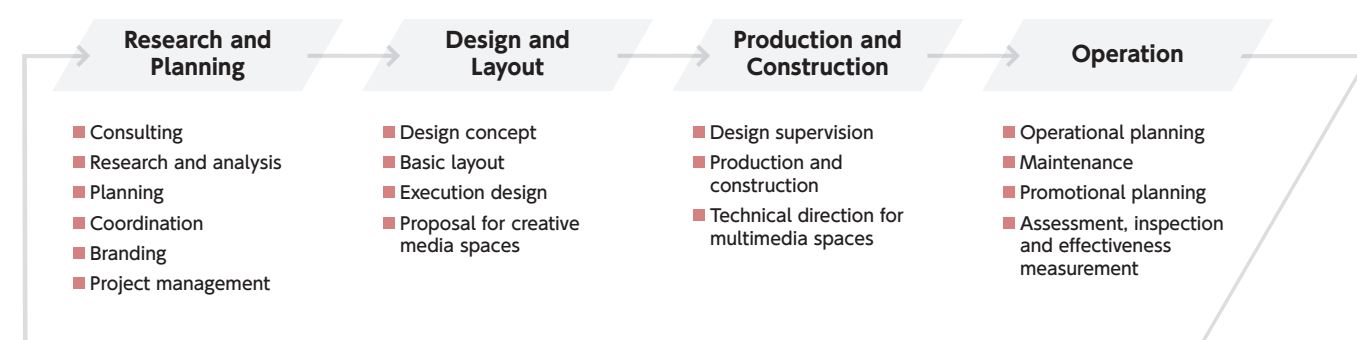 Research and
Planning
Consulting
Research and analysis
Planning
Coordination
Branding
Project management
Design and
Layout
Design concept
Basic layout
Execution design
Proposal for creative
media spaces
Production and
Construction
Design supervision
Production and
construction
Technical direction for
multimedia spaces
Operation
Operational planning
Maintenance
Promotional planning
Assessment, inspection
and effectiveness
measurement